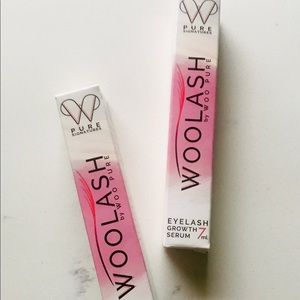 PURE
SIGNATURES
WOOLASH
by WOO PURE
PURE
SIGNATURES
WOOLASH
by WOO PURE
EYELASH
GROWTH
SERUM 7ml